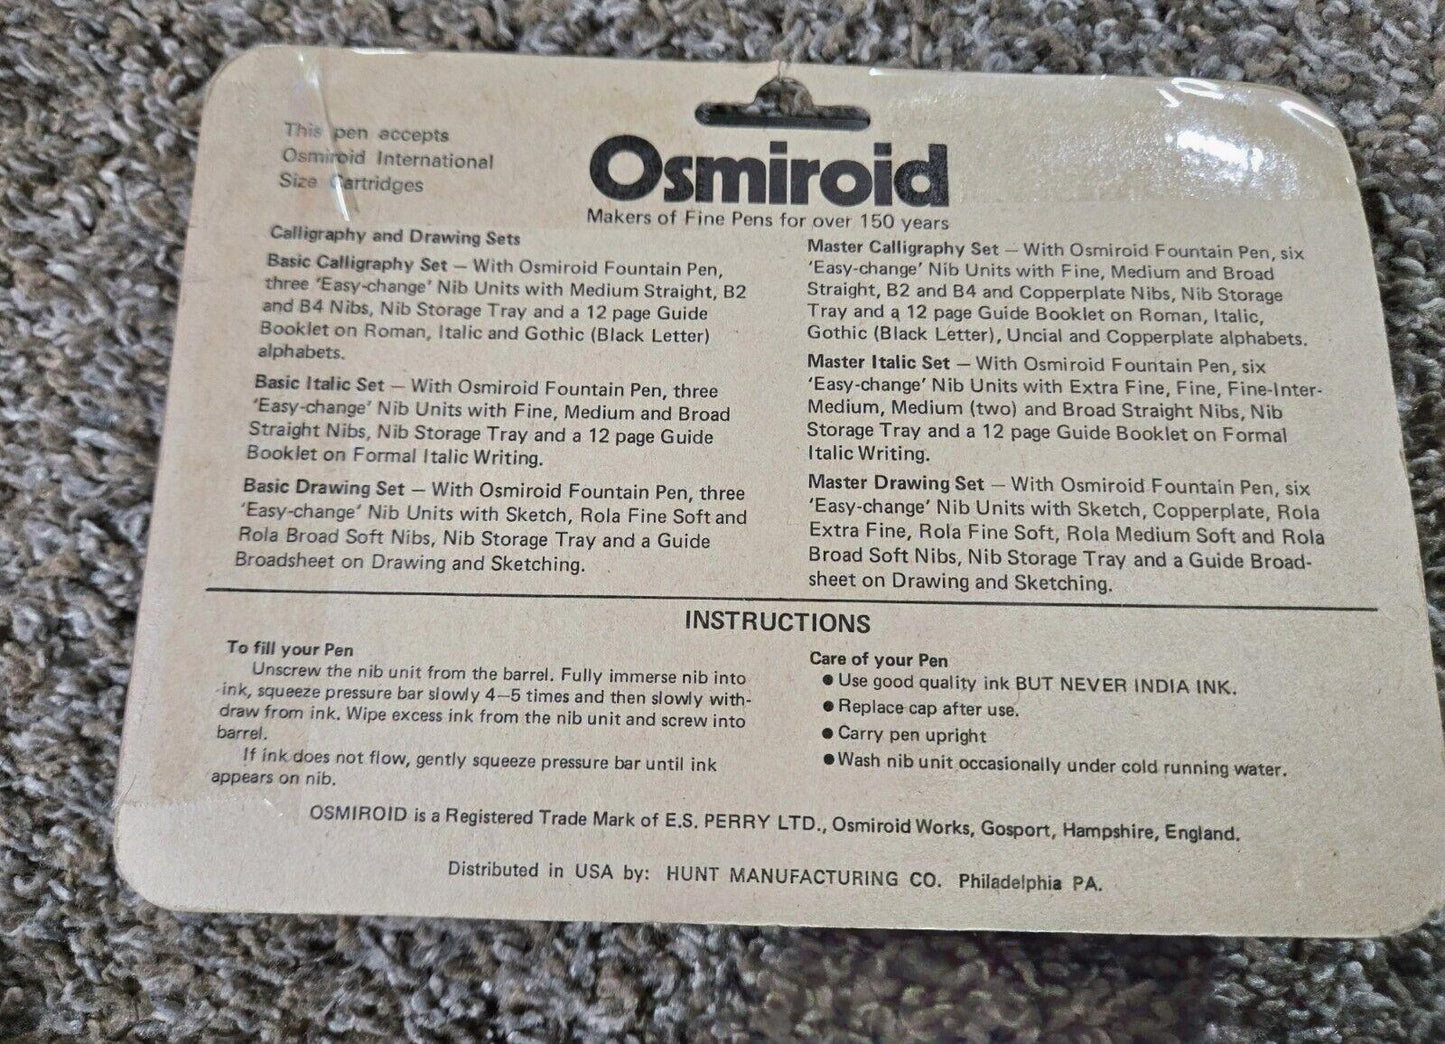 This pen accepts
Osmiroid International
Size Cartridges
Osmiroid
Makers of Fine Pens for over 150 years
Calligraphy and Drawing Sets
Basic Calligraphy Set — With Osmiroid Fountain Pen,
three 'Easy-change' Nib Units with Medium Straight, B2
and B4 Nibs, Nib Storage Tray and a 12 page Guide
Booklet on Roman, Italic and Gothic (Black Letter)
alphabets.
Basic Italic Set — With Osmiroid Fountain Pen, three
'Easy-change' Nib Units with Fine, Medium and Broad
Straight Nibs, Nib Storage Tray and a 12 page Guide
Booklet on Formal Italic Writing.
Basic Drawing Set — With Osmiroid Fountain Pen, three
'Easy-change' Nib Units with Sketch, Rola Fine Soft and
Rola Broad Soft Nibs, Nib Storage Tray and a Guide
Broadsheet on Drawing and Sketching.
Master Calligraphy Set — With Osmiroid Fountain Pen, six
'Easy-change' Nib Units with Fine, Medium and Broad
Straight, B2 and B4 and Copperplate Nibs, Nib Storage
Tray and a 12 page Guide Booklet on Roman, Italic,
Gothic (Black Letter), Uncial and Copperplate alphabets.
Master Italic Set — With Osmiroid Fountain Pen, six
'Easy-change' Nib Units with Extra Fine, Fine, Fine-Inter-
Medium, Medium (two) and Broad Straight Nibs, Nib
Storage Tray and a 12 page Guide Booklet on Formal
Italic Writing.
Master Drawing Set — With Osmiroid Fountain Pen, six
'Easy-change' Nib Units with Sketch, Copperplate, Rola
Extra Fine, Rola Fine Soft, Rola Medium Soft and Rola
Broad Soft Nibs, Nib Storage Tray and a Guide Broad-
sheet on Drawing and Sketching.
INSTRUCTIONS
To fill your Pen
Unscrew the nib unit from the barrel. Fully immerse nib into
ink, squeeze pressure bar slowly 4—5 times and then slowly with-
draw from ink. Wipe excess ink from the nib unit and screw into
barrel.
If ink does not flow, gently squeeze pressure bar until ink
appears on nib.
Care of your Pen
● Use good quality ink BUT NEVER INDIA INK.
● Replace cap after use.
● Carry pen upright
● Wash nib unit occasionally under cold running water.
OSMIROID is a Registered Trade Mark of E.S. PERRY LTD., Osmiroid Works, Gosport, Hampshire, England.
Distributed in USA by: HUNT MANUFACTURING CO. Philadelphia PA.